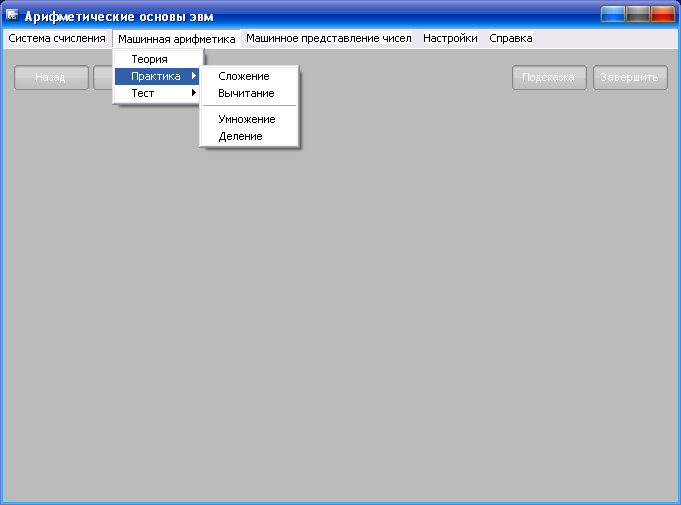 Арифметические основы эвм
Система счисления Машинная арифметика Машинное представление чисел Настройки Справка
Назад Подсказка Завершить
Теория
Практика
Тест
Сложение
Вычитание
Умножение
Деление